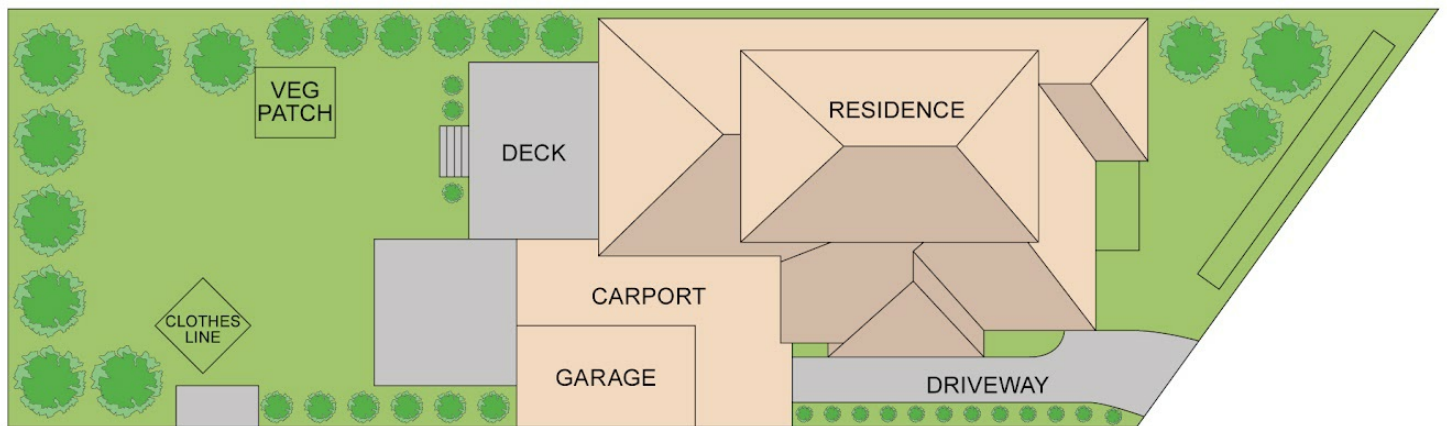 VEG
PATCH
RESIDENCE
DECK
CARPORT
CLOTHES
LINE
GARAGE
DRIVEWAY